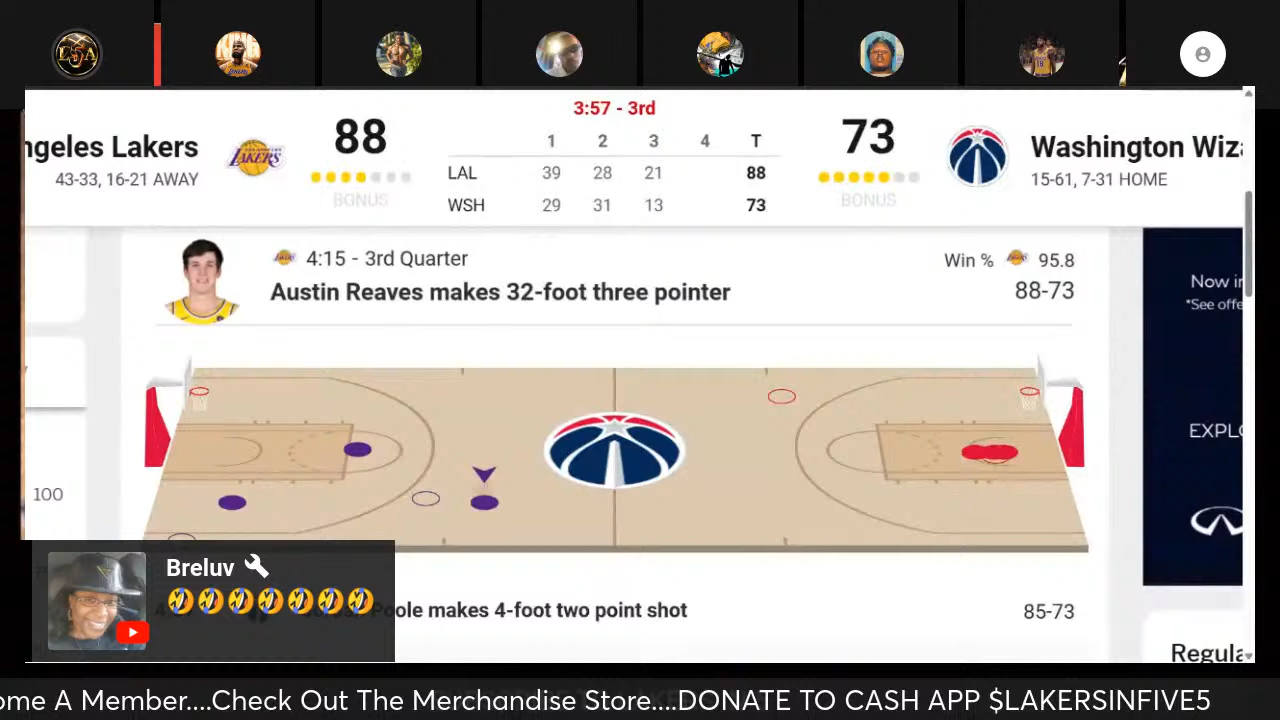 L5A
3:57 - 3rd
ngeles Lakers
43-33, 16-21 AWAY
LAKERS
88
BONUS
1 2 3 4 T
LAL 39 28 21 88
WSH 29 31 13 73
73
BONUS
Washington Wiz
15-61, 7-31 HOME
4:15 - 3rd Quarter
Austin Reaves makes 32-foot three pointer
Win % 95.8
88-73
Now in
*See offe
EXPL
100
Breluv
Poole makes 4-foot two point shot
85-73
Regula
ome A Member....Check Out The Merchandise Store....DONATE TO CASH APP $LAKERSINFIVE5